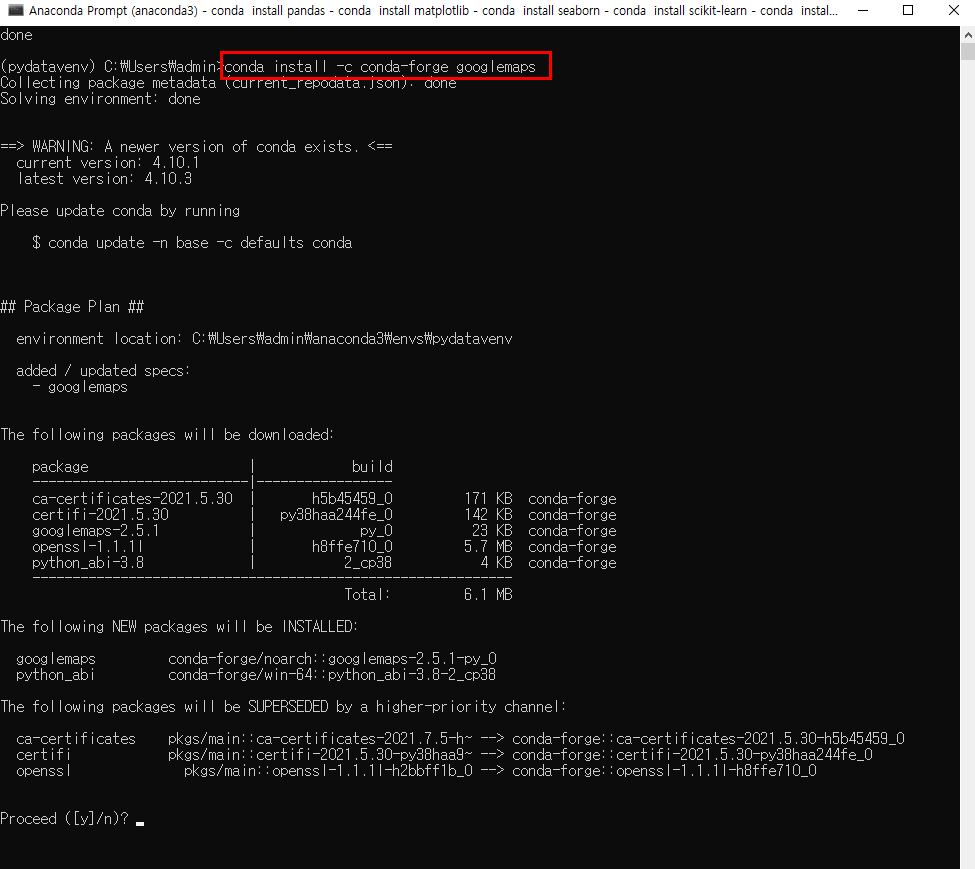 Anaconda Prompt (anaconda3) - conda  install pandas - conda  install matplotlib - conda  install seaborn - conda  install scikit-learn - conda  instal...
done
(pydatavenv) C:₩Users₩admin>conda install -c conda-forge googlemaps
Collecting package metadata (current_repodata.json): done
Solving environment: done
==> WARNING: A newer version of conda exists. <==
  current version: 4.10.1
  latest version: 4.10.3
Please update conda by running
    $ conda update -n base -c defaults conda
## Package Plan ##
  environment location: C:₩Users₩admin₩anaconda3₩envs₩pydatavenv
  added / updated specs:
    - googlemaps
The following packages will be downloaded:
    package                    |            build
    ---------------------------|-----------------
    ca-certificates-2021.5.30  |       h5b45459_0         171 KB  conda-forge
    certifi-2021.5.30          |   py38haa244fe_0         142 KB  conda-forge
    googlemaps-2.5.1           |             py_0          23 KB  conda-forge
    openssl-1.1.1l             |       h8ffe710_0         5.7 MB  conda-forge
    python_abi-3.8             |           2_cp38           4 KB  conda-forge
    ------------------------------------------------------------
                                           Total:         6.1 MB
The following NEW packages will be INSTALLED:
  googlemaps         conda-forge/noarch::googlemaps-2.5.1-py_0
  python_abi         conda-forge/win-64::python_abi-3.8-2_cp38
The following packages will be SUPERSEDED by a higher-priority channel:
  ca-certificates    pkgs/main::ca-certificates-2021.7.5-h~ --> conda-forge::ca-certificates-2021.5.30-h5b45459_0
  certifi            pkgs/main::certifi-2021.5.30-py38haa9~ --> conda-forge::certifi-2021.5.30-py38haa244fe_0
  openssl              pkgs/main::openssl-1.1.1l-h2bbff1b_0 --> conda-forge::openssl-1.1.1l-h8ffe710_0
Proceed ([y]/n)?